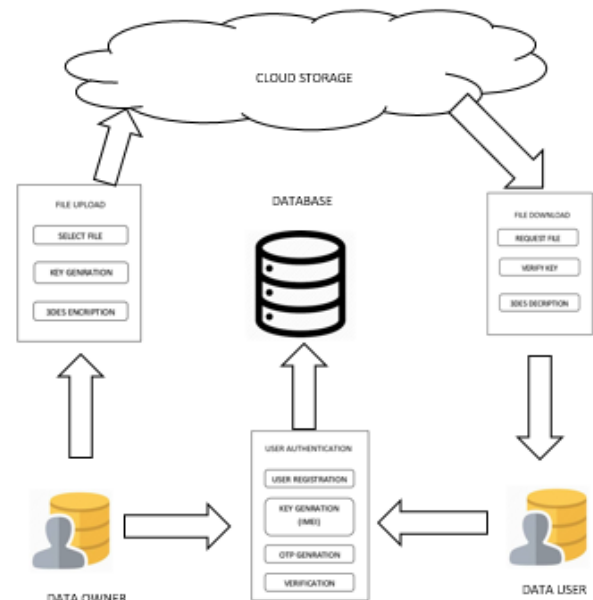 CLOUD STORAGE
FILE UPLOAD
SELECT FILE
KEY GENRATION
3DES ENCRIPTION
DATABASE
FILE DOWNLOAD
REQUEST FILE
VERIFY KEY
3DES DECRIPTION
USER AUTHENTICATION
USER REGISTRATION
KEY GENRATION
(IMEI)
OTP GENRATION
VERIFICATION
DATA OWNER
DATA USER